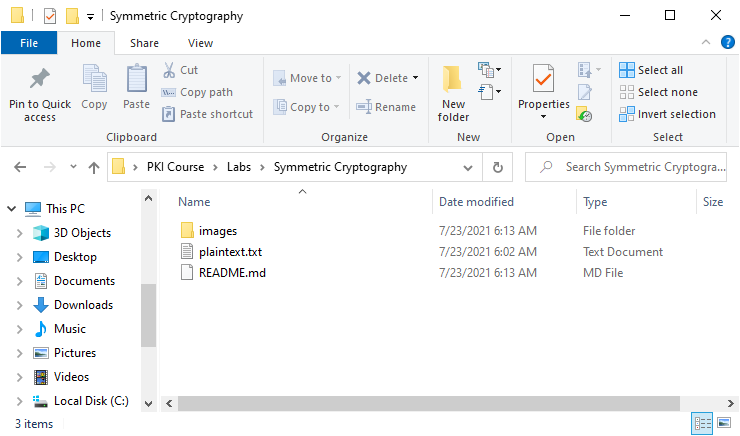 Symmetric Cryptography
File Home Share View
Pin to Quick access
Copy
Paste
Cut
Copy path
Paste shortcut
Clipboard
Move to
Copy to
Delete
Rename
Organize
New folder
New
Properties
Open
Select all
Select none
Invert selection
Select
PKI Course > Labs > Symmetric Cryptography
Search Symmetric Cryptogra...
This PC
3D Objects
Desktop
Documents
Downloads
Music
Pictures
Videos
Local Disk (C:)
Name Date modified Type Size
images 7/23/2021 6:13 AM File folder
plaintext.txt 7/23/2021 6:02 AM Text Document
README.md 7/23/2021 6:13 AM MD File
3 items